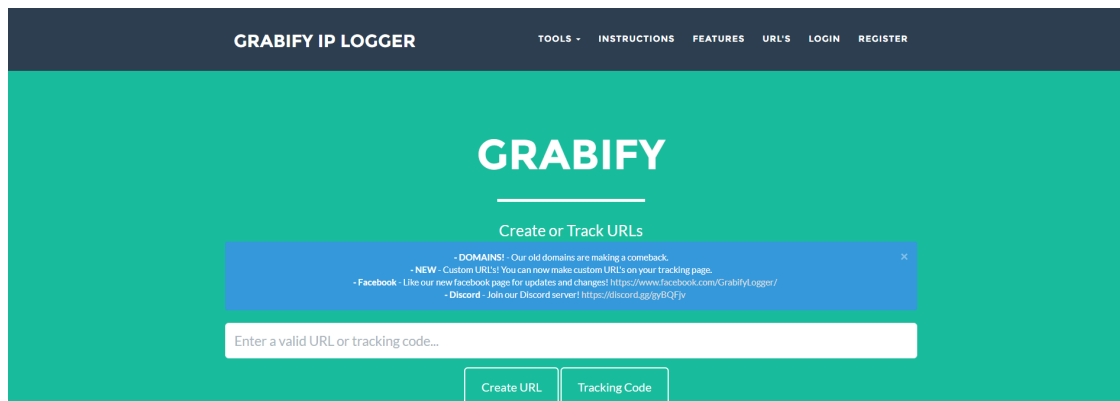 GRABIFY IP LOGGER TOOLS INSTRUCTIONS FEATURES URL'S LOGIN REGISTER
GRABIFY
Create or Track URLs
- DOMAINS! - Our old domains are making a comeback. ×
- NEW - Custom URL's! You can now make custom URL's on your tracking page.
- Facebook - Like our new facebook page for updates and changes! https://www.facebook.com/GrabifyLogger/
- Discord - Join our Discord server! https://discord.gg/gyBQFjv
Enter a valid URL or tracking code...
Create URL Tracking Code